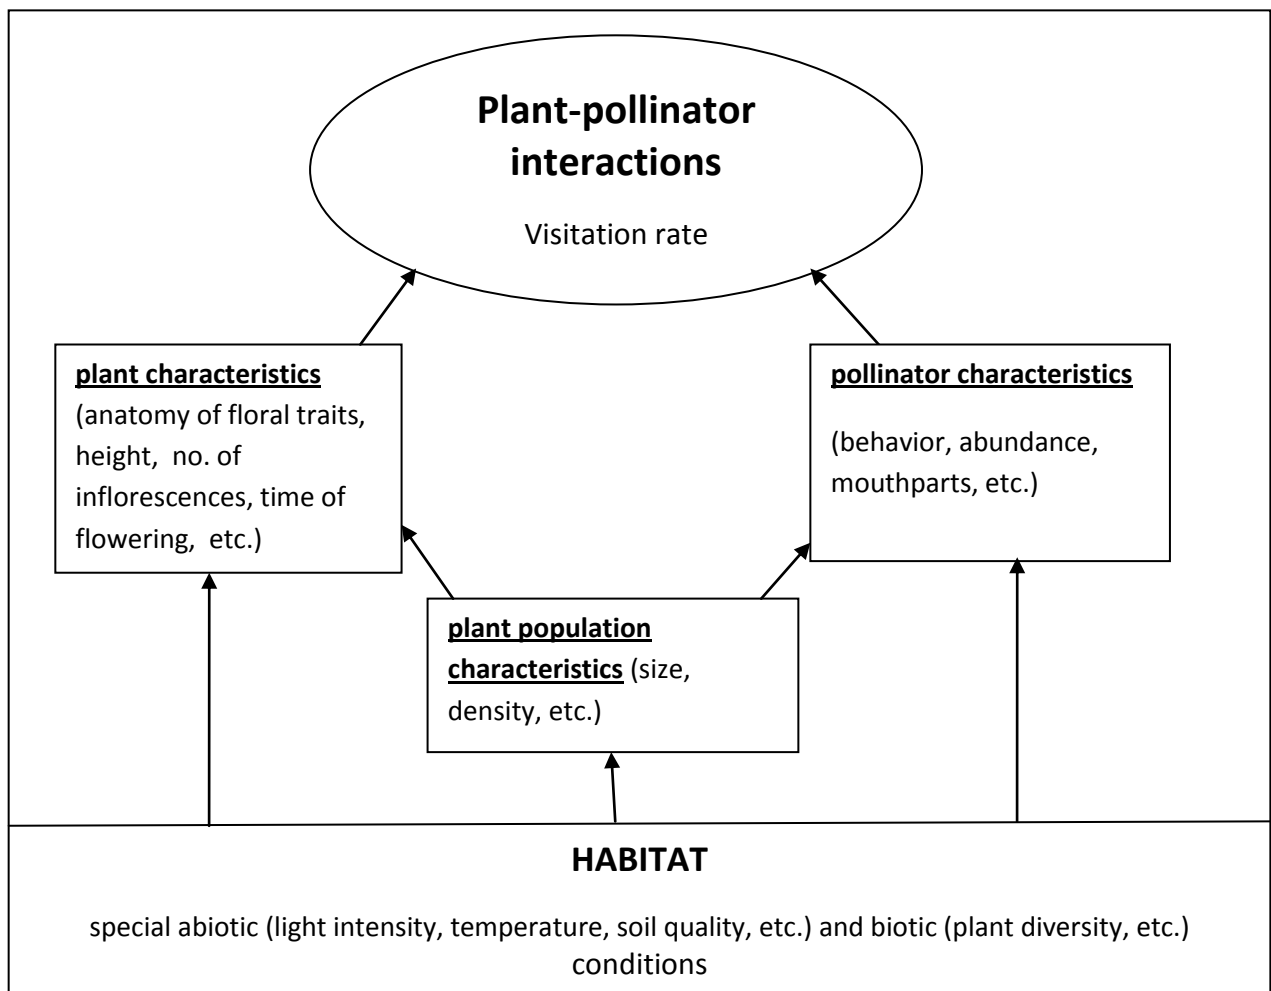 Plant-pollinator
interactions
Visitation rate
plant characteristics
(anatomy of floral traits,
height, no. of
inflorescences, time of
flowering, etc.)
pollinator characteristics
(behavior, abundance,
mouthparts, etc.)
plant population
characteristics (size,
density, etc.)
HABITAT
special abiotic (light intensity, temperature, soil quality, etc.) and biotic (plant diversity, etc.)
conditions